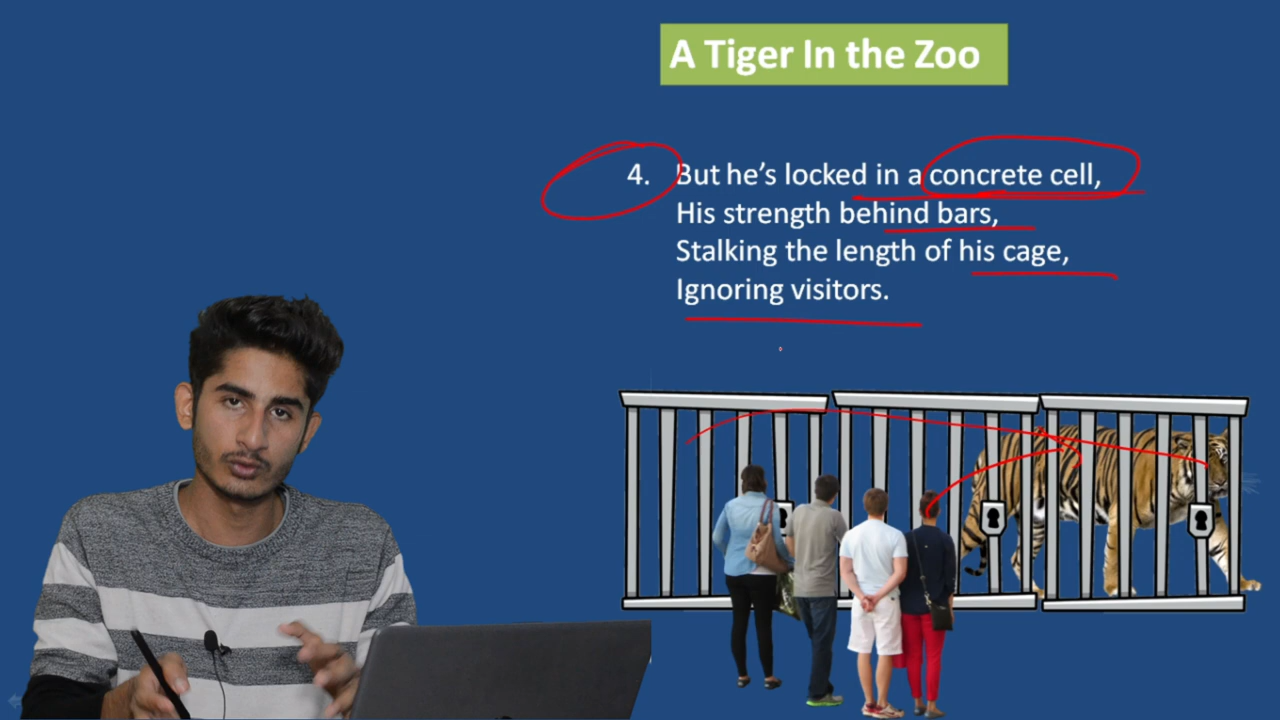 A Tiger In the Zoo
4. But he's locked in a concrete cell,
His strength behind bars,
Stalking the length of his cage,
Ignoring visitors.